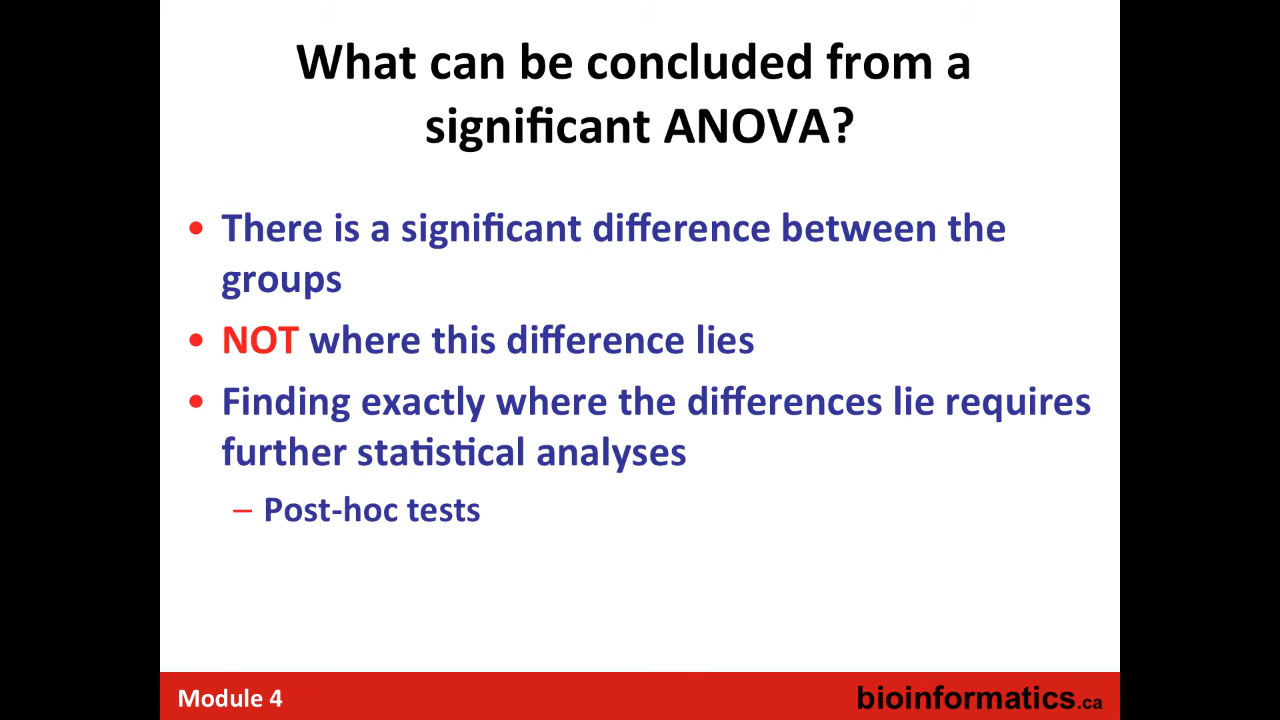 What can be concluded from a
significant ANOVA?
• There is a significant difference between the
groups
• NOT where this difference lies
• Finding exactly where the differences lie requires
further statistical analyses
– Post-hoc tests
Module 4
bioinformatics.ca